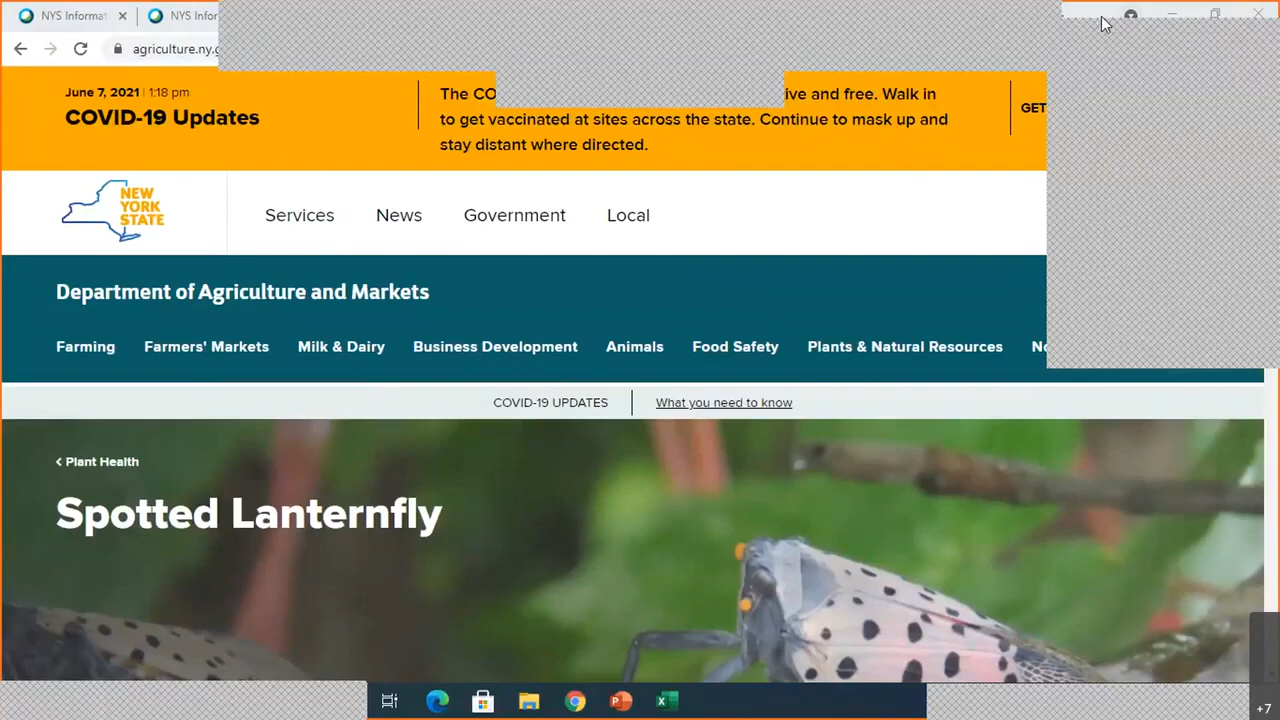 NYS Informat
NYS Infor
agriculture.ny.g
June 7, 2021 | 1:18 pm
COVID-19 Updates
The CO ive and free. Walk in
to get vaccinated at sites across the state. Continue to mask up and
stay distant where directed.
GET
NEW
YORK
STATE
Services News Government Local
Department of Agriculture and Markets
Farming Farmers' Markets Milk & Dairy Business Development Animals Food Safety Plants & Natural Resources
COVID-19 UPDATES What you need to know
< Plant Health
Spotted Lanternfly
+7